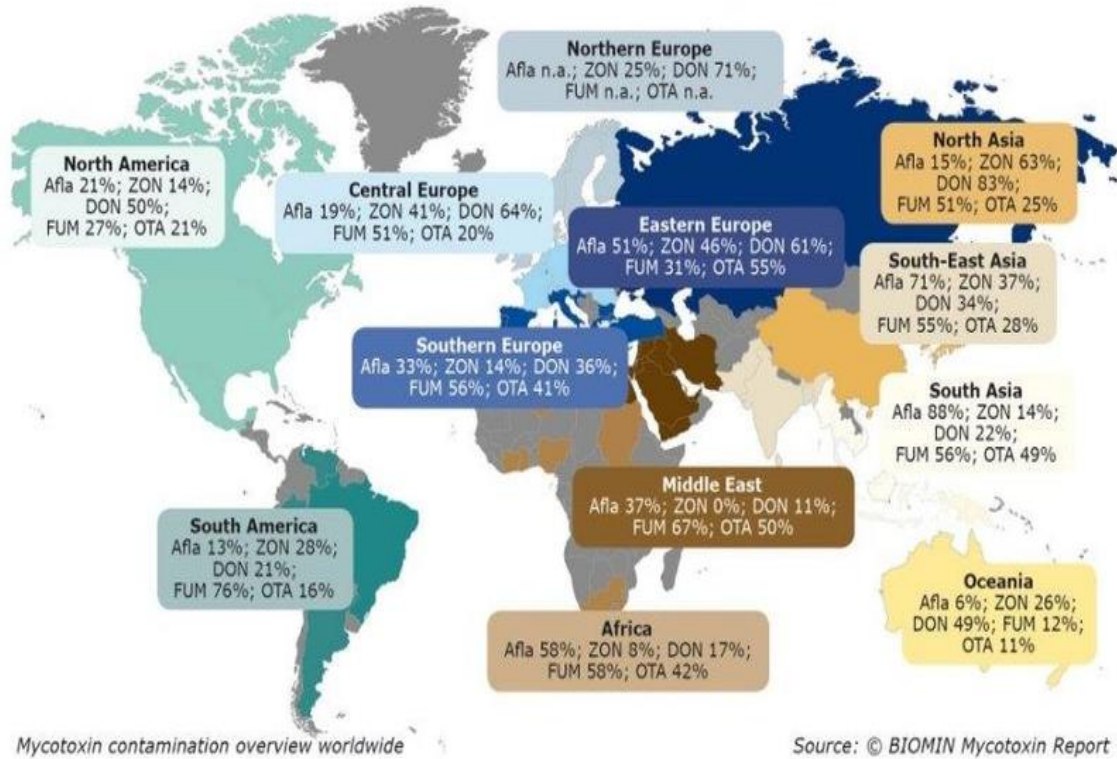 Northern Europe
Afla n.a.; ZON 25%; DON 71%;
FUM n.a.; OTA n.a.
North America
Afla 21%; ZON 14%;
DON 50%;
FUM 27%; OTA 21%
Central Europe
Afla 19%; ZON 41%; DON 64%;
FUM 51%; OTA 20%
Eastern Europe
Afla 51%; ZON 46%; DON 61%;
FUM 31%; OTA 55%
North Asia
Afla 15%; ZON 63%;
DON 83%;
FUM 51%; OTA 25%
South-East Asia
Afla 71%; ZON 37%;
DON 34%;
FUM 55%; OTA 28%
Southern Europe
Afla 33%; ZON 14%; DON 36%;
FUM 56%; OTA 41%
South Asia
Afla 88%; ZON 14%;
DON 22%;
FUM 56%; OTA 49%
Middle East
Afla 37%; ZON 0%; DON 11%;
FUM 67%; OTA 50%
South America
Afla 13%; ZON 28%;
DON 21%;
FUM 76%; OTA 16%
Africa
Afla 58%; ZON 8%; DON 17%;
FUM 58%; OTA 42%
Oceania
Afla 6%; ZON 26%;
DON 49%; FUM 12%;
OTA 11%
Mycotoxin contamination overview worldwide
Source: © BIOMIN Mycotoxin Report